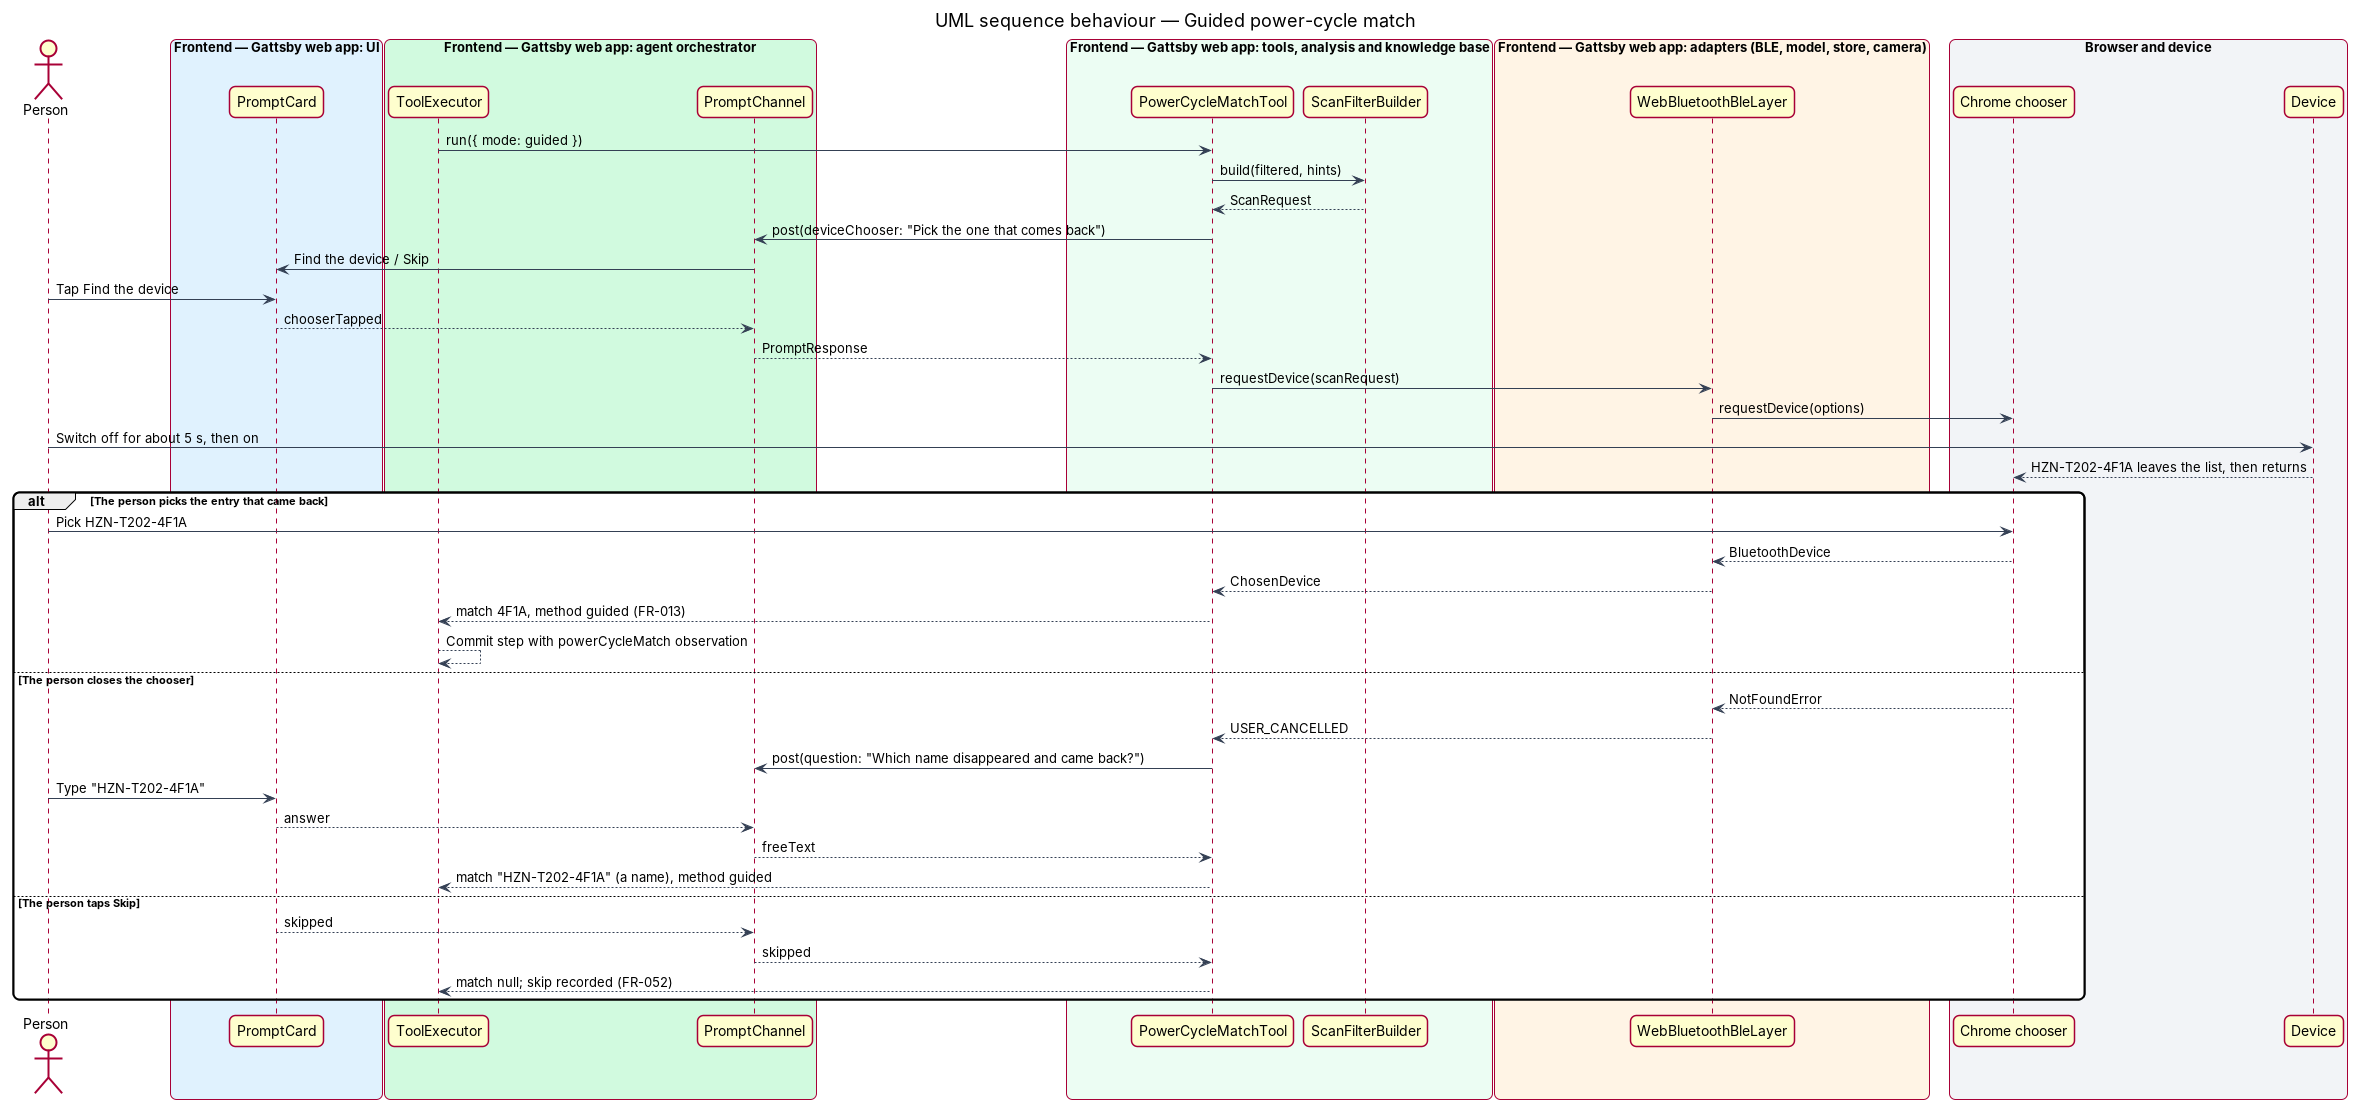 UML sequence behaviour — Guided power-cycle match
Frontend — Gattsby web app: UI
Frontend — Gattsby web app: agent orchestrator
Frontend — Gattsby web app: tools, analysis and knowledge base
Frontend — Gattsby web app: adapters (BLE, model, store, camera)
Browser and device
Person
PromptCard
ToolExecutor
PromptChannel
PowerCycleMatchTool
ScanFilterBuilder
WebBluetoothBleLayer
Chrome chooser
Device
run({ mode: guided })
build(filtered, hints)
ScanRequest
post(deviceChooser: "Pick the one that comes back")
Find the device / Skip
Tap Find the device
chooserTapped
PromptResponse
requestDevice(scanRequest)
requestDevice(options)
Switch off for about 5 s, then on
HZN-T202-4F1A leaves the list, then returns
alt
[The person picks the entry that came back]
Pick HZN-T202-4F1A
BluetoothDevice
ChosenDevice
match 4F1A, method guided (FR-013)
Commit step with powerCycleMatch observation
[The person closes the chooser]
NotFoundError
USER_CANCELLED
post(question: "Which name disappeared and came back?")
Type "HZN-T202-4F1A"
answer
freeText
match "HZN-T202-4F1A" (a name), method guided
[The person taps Skip]
skipped
skipped
match null; skip recorded (FR-052)
Person
PromptCard
ToolExecutor
PromptChannel
PowerCycleMatchTool
ScanFilterBuilder
WebBluetoothBleLayer
Chrome chooser
Device